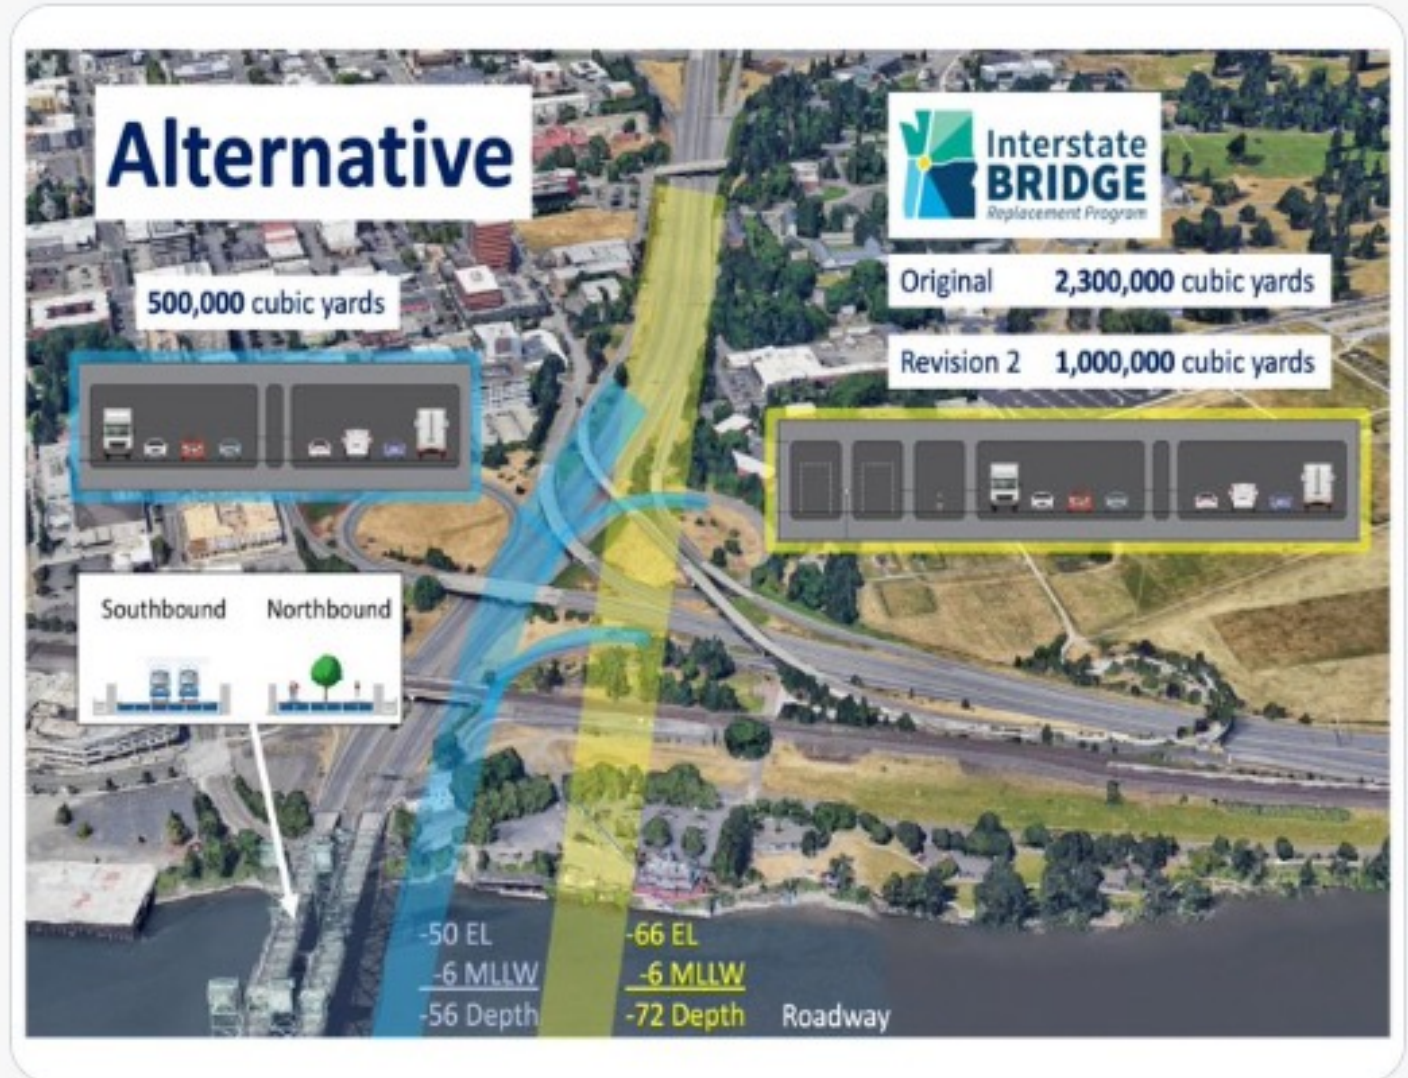 Alternative
500,000 cubic yards
Interstate
BRIDGE
Replacement Program
Original 2,300,000 cubic yards
Revision 2 1,000,000 cubic yards
Southbound Northbound
-50 EL
-6 MLLW
-56 Depth
-66 EL
-6 MLLW
-72 Depth
Roadway